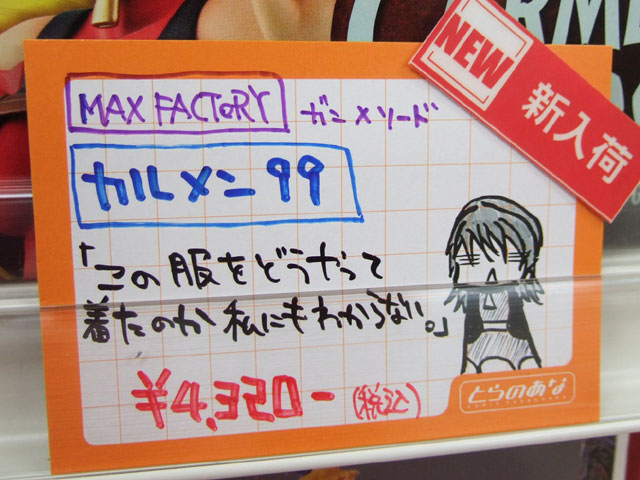 NEW
新入荷
MAX FACTORY ガン×ソード
カルメン99
「この服をどうやって
着たのか私にもわからない。」
¥4,320-(税込)
とらのあな